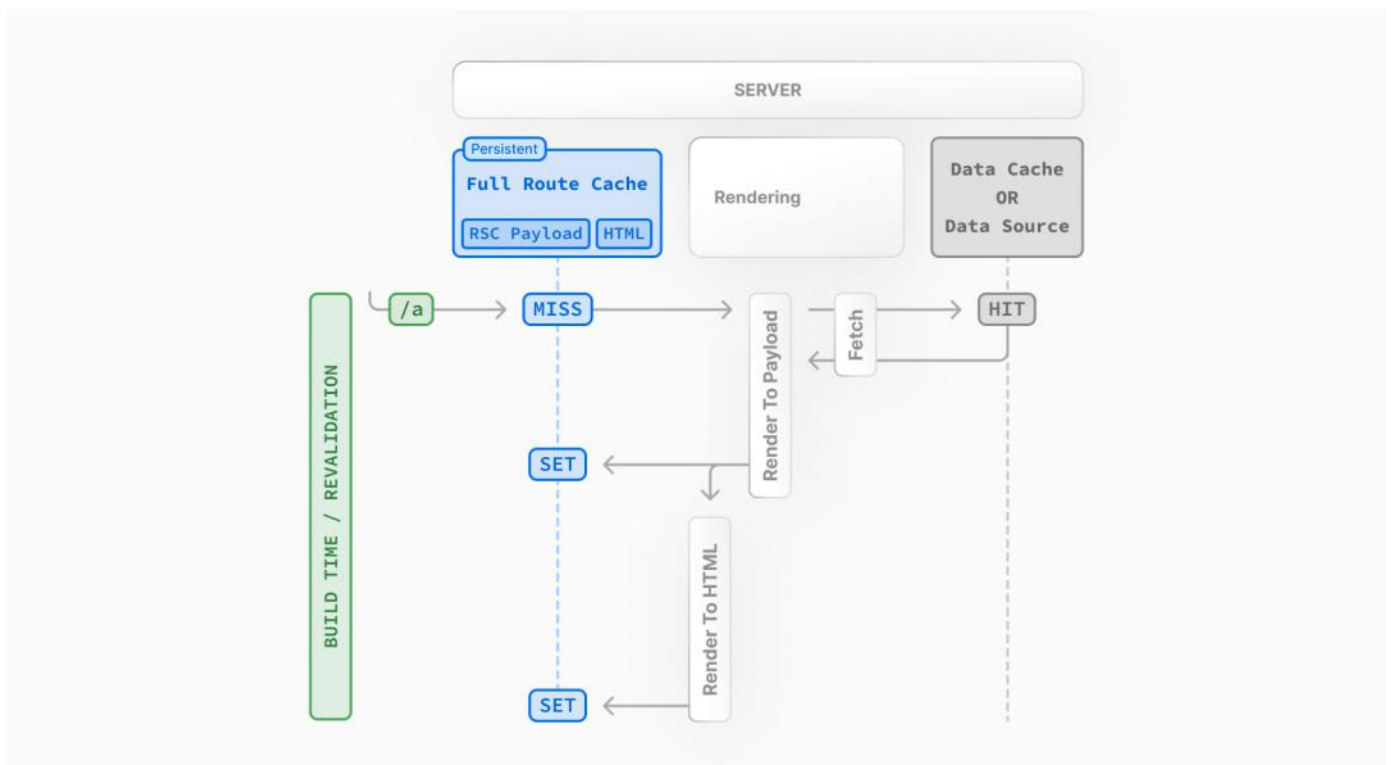 SERVER
Persistent
Full Route Cache
RSC Payload
HTML
Rendering
Data Cache
OR
Data Source
BUILD TIME / REVALIDATION
/a
MISS
Render To Payload
Fetch
HIT
SET
Render To HTML
SET